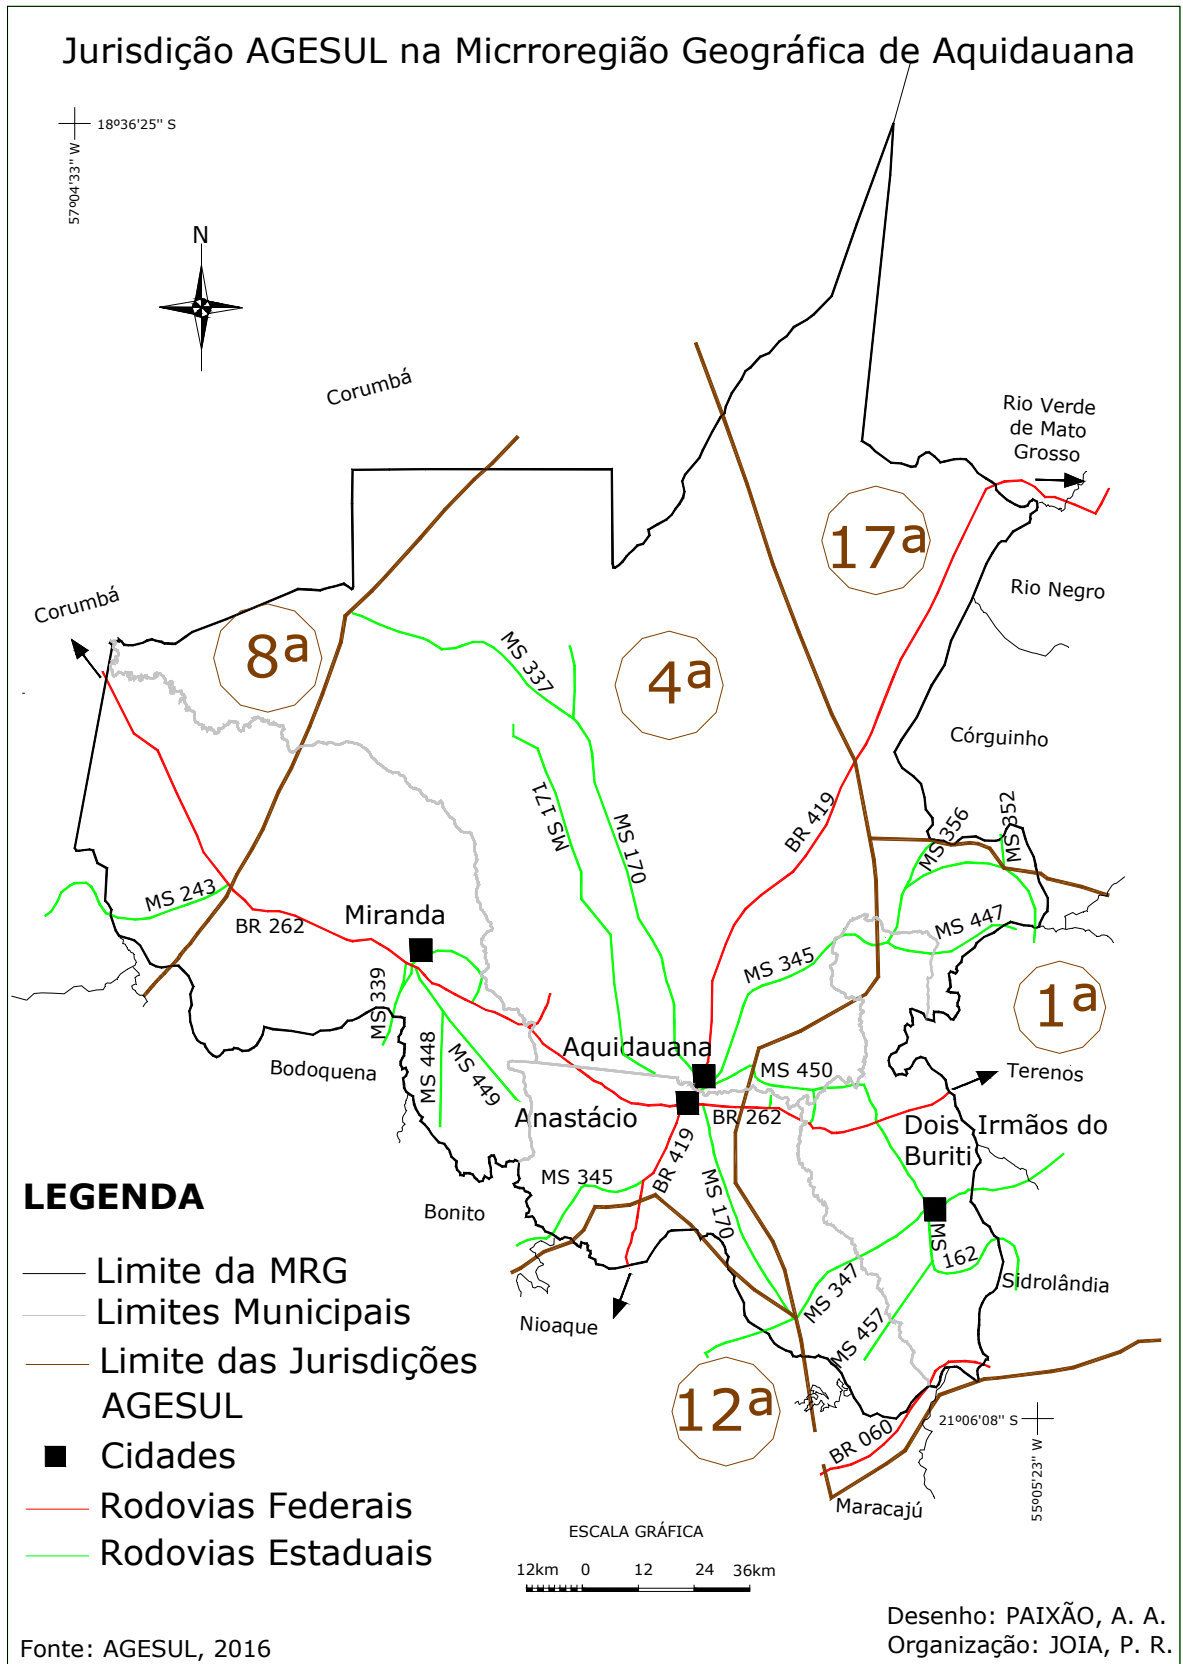 Jurisdição AGESUL na Micrroregião Geográfica de Aquidauana
18º36'25'' S
57º04'33'' W
N
Corumbá
Rio Verde
de Mato
Grosso
17ª
Rio Negro
Corumbá
8ª
MS 337
4ª
Córguinho
MS 171
MS 170
BR 419
MS 356
MS 352
MS 243
Miranda
BR 262
MS 447
MS 345
MS 339
1ª
Aquidauana
Bodoquena
MS 448
MS 449
MS 450
Terenos
Anastácio
BR 262
Dois Irmãos do
Buriti
BR 419
MS 345
MS 170
LEGENDA
Bonito
MS 162
Limite da MRG
Sidrolândia
Limites Municipais
Nioaque
MS 347
MS 457
Limite das Jurisdições
AGESUL
12ª
21º06'08'' S
55º05'23'' W
Cidades
BR 060
Maracajú
Rodovias Federais
Rodovias Estaduais
ESCALA GRÁFICA
12km 0 12 24 36km
Desenho: PAIXÃO, A. A.
Fonte: AGESUL, 2016
Organização: JOIA, P. R.